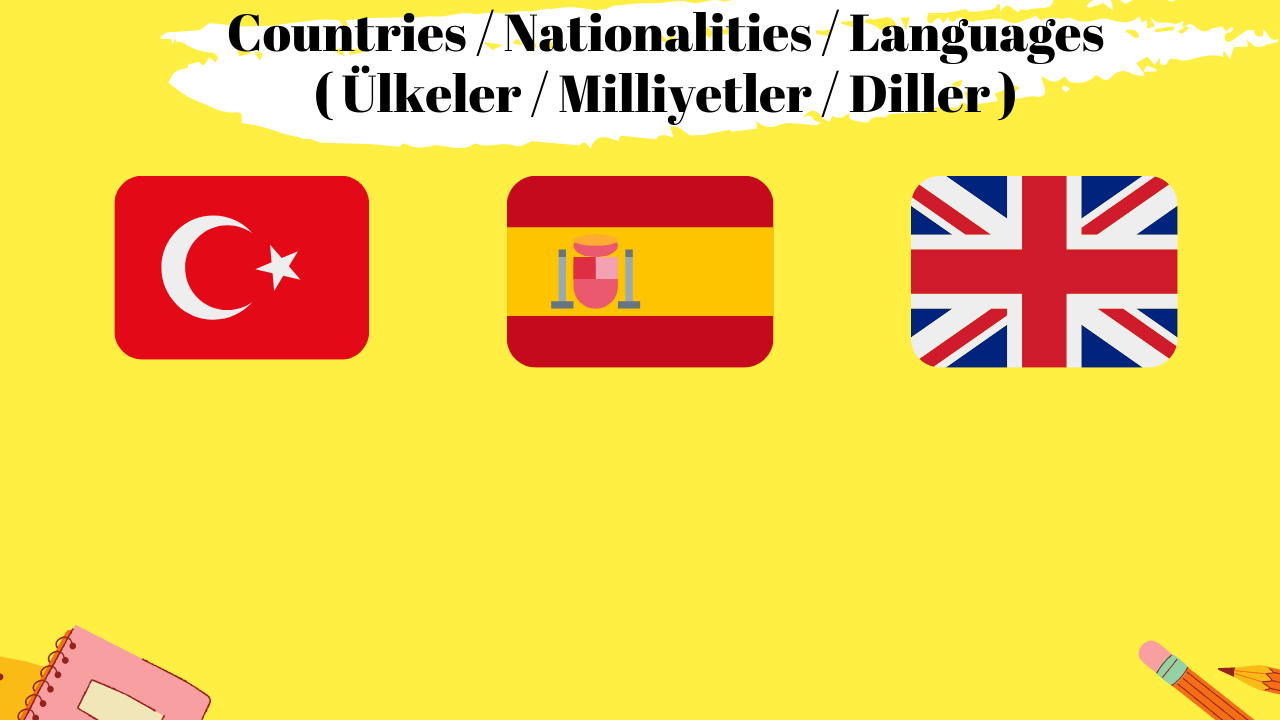 Countries / Nationalities / Languages
( Ülkeler / Milliyetler / Diller )